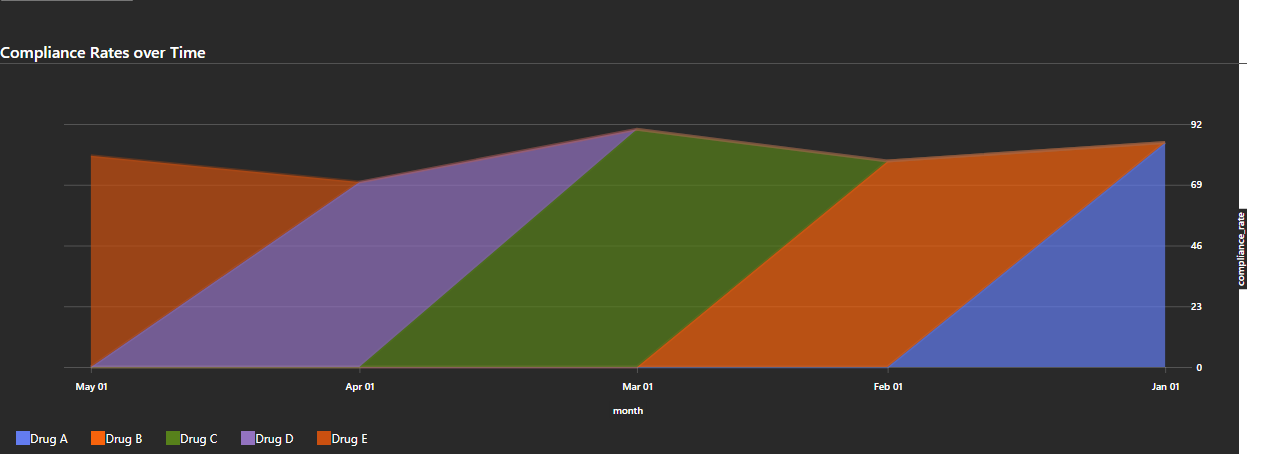 Compliance Rates over Time
92
69
46
23
0
compliance_rate
May 01 Apr 01 Mar 01 Feb 01 Jan 01
month
Drug A Drug B Drug C Drug D Drug E